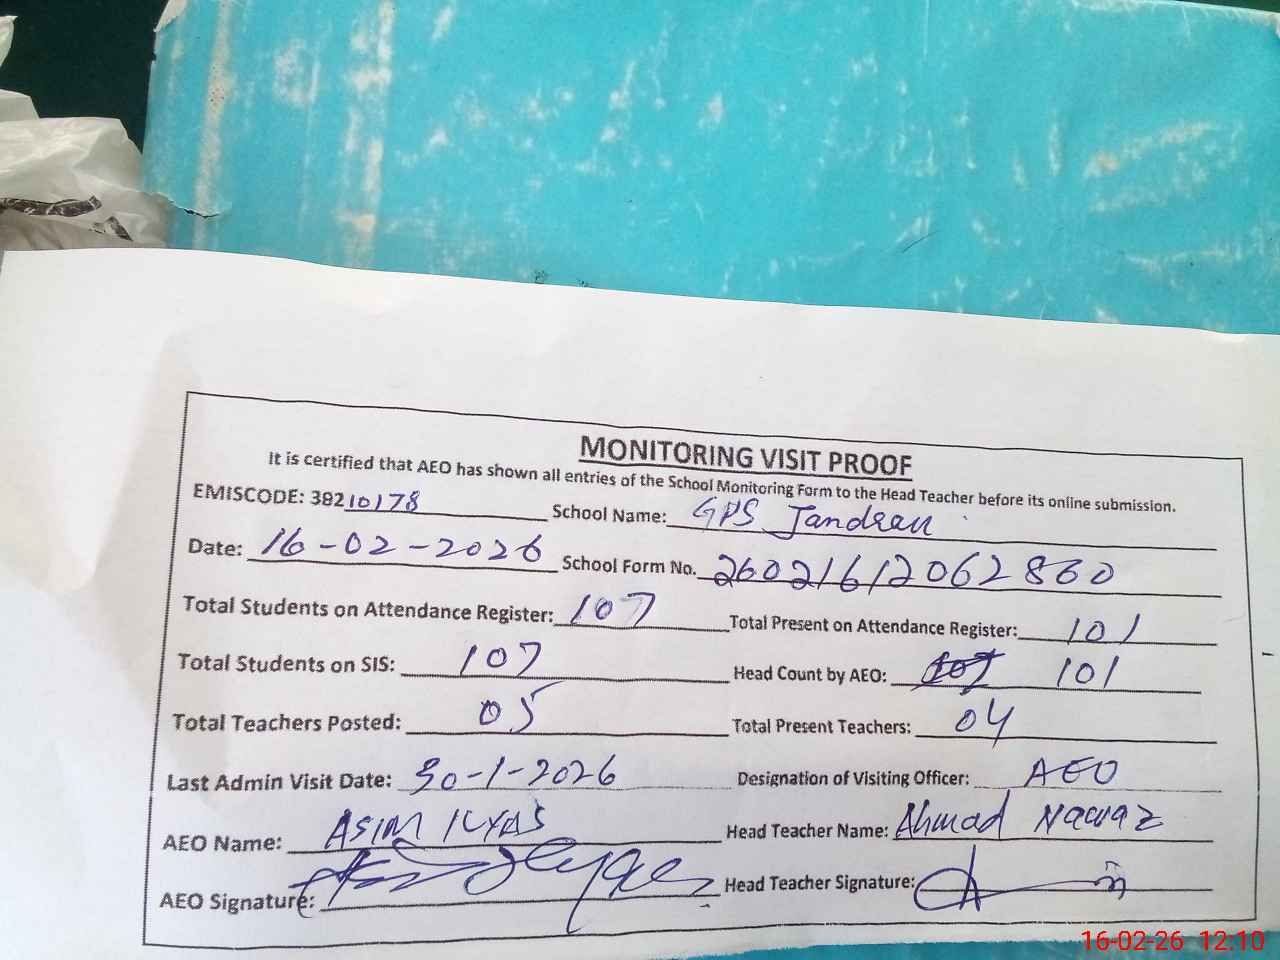 MONITORING VISIT PROOF
It is certified that AEO has shown all entries of the School Monitoring Form to the Head Teacher before its online submission.
EMISCODE: 38210178 School Name: GPS Jandran
Date: 16-02-2026 School Form No. 26021612062860
Total Students on Attendance Register: 107 Total Present on Attendance Register: 101
Total Students on SIS: 107 Head Count by AEO: 101
Total Teachers Posted: 05 Total Present Teachers: 04
Last Admin Visit Date: 30-1-2026 Designation of Visiting Officer: AEO
AEO Name: ASIM ILYAS Head Teacher Name: Ahmad Nawaz
AEO Signature: Head Teacher Signature:
16-02-26 12:10